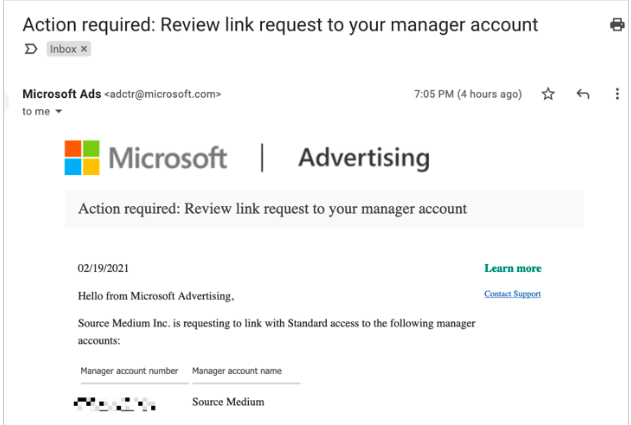 Action required: Review link request to your manager account
Inbox ×
Microsoft Ads <adctr@microsoft.com>
7:05 PM (4 hours ago)
to me
Microsoft | Advertising
Action required: Review link request to your manager account
02/19/2021
Learn more
Hello from Microsoft Advertising,
Contact Support
Source Medium Inc. is requesting to link with Standard access to the following manager
accounts:
Manager account number Manager account name
Source Medium